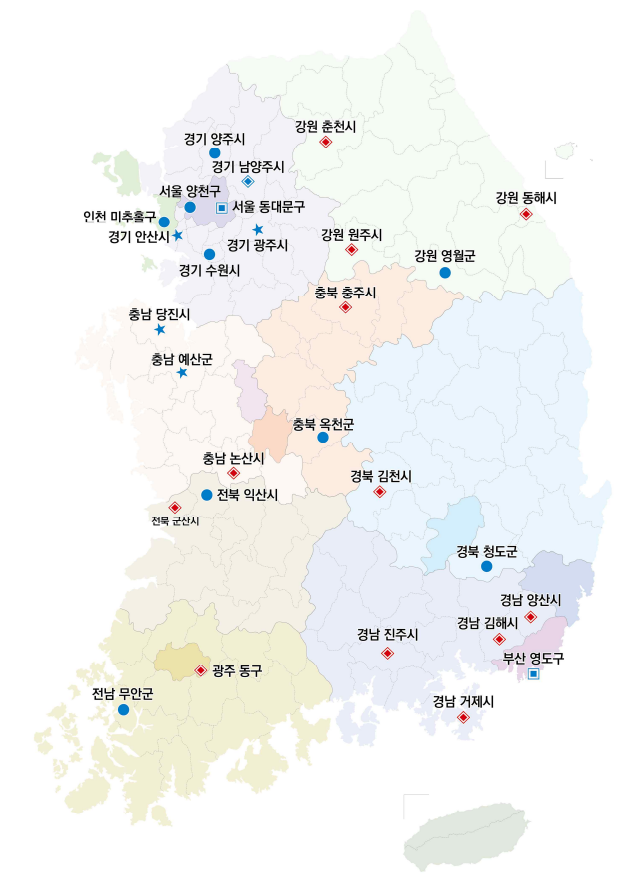 강원 춘천시
경기 양주시
경기 남양주시
서울 양천구
서울 동대문구
강원 동해시
인천 미추홀구
경기 안산시
경기 광주시
강원 원주시
강원 영월군
경기 수원시
충북 충주시
충남 당진시
충남 예산군
충북 옥천군
충남 논산시
경북 김천시
전북 익산시
전북 군산시
경북 청도군
경남 양산시
경남 김해시
경남 진주시
부산 영도구
광주 동구
전남 무안군
경남 거제시